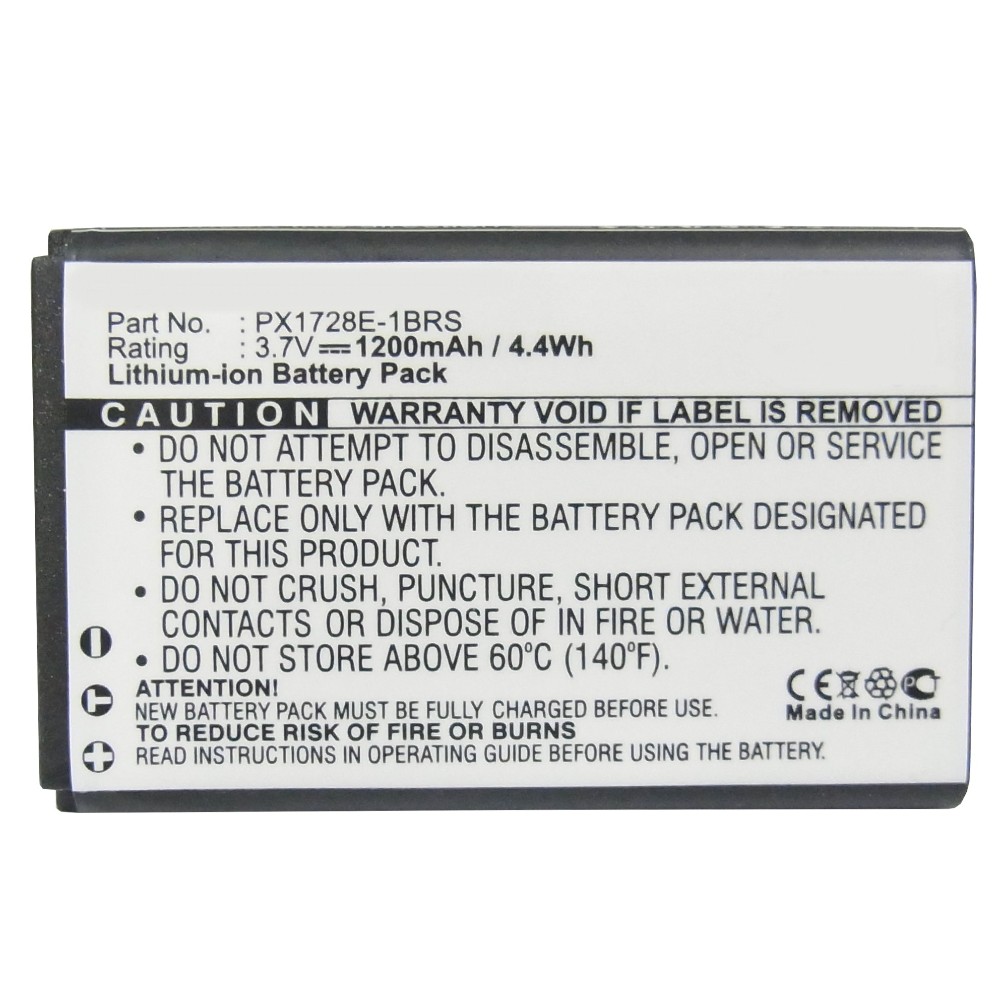 Part No. : PX1728E-1BRS
Rating : 3.7V⎓1200mAh / 4.4Wh
Lithium-ion Battery Pack
CAUTION WARRANTY VOID IF LABEL IS REMOVED
• DO NOT ATTEMPT TO DISASSEMBLE, OPEN OR SERVICE
THE BATTERY PACK.
• REPLACE ONLY WITH THE BATTERY PACK DESIGNATED
FOR THIS PRODUCT.
• DO NOT CRUSH, PUNCTURE, SHORT EXTERNAL
CONTACTS OR DISPOSE OF IN FIRE OR WATER.
• DO NOT STORE ABOVE 60°C (140°F).
ATTENTION!
NEW BATTERY PACK MUST BE FULLY CHARGED BEFORE USE.
TO REDUCE RISK OF FIRE OR BURNS
READ INSTRUCTIONS IN OPERATING GUIDE BEFORE USING THE BATTERY.
− T +
CE PCT
Made In China